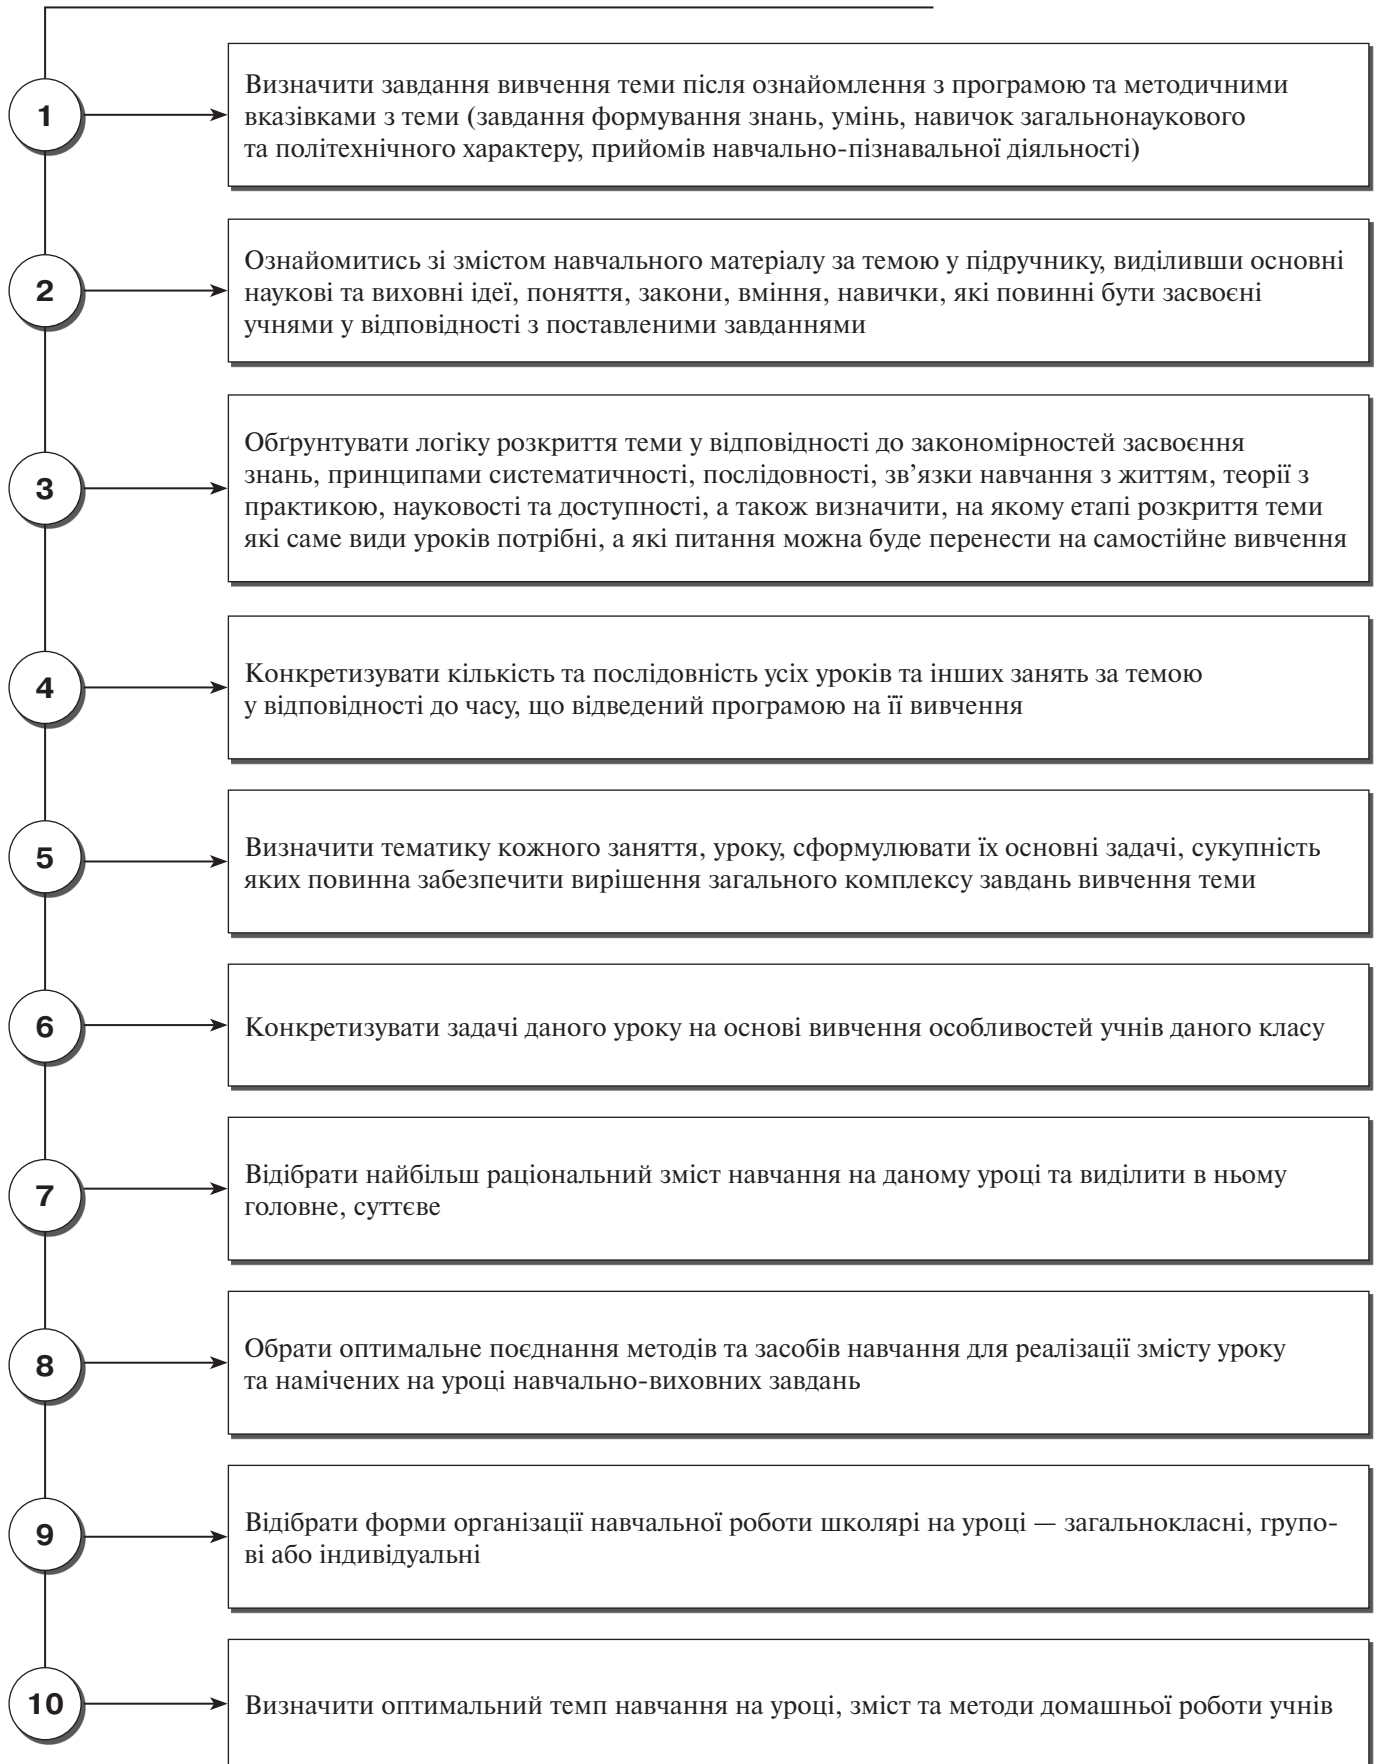 1
Визначити завдання вивчення теми після ознайомлення з програмою та методичними
вказівками з теми (завдання формування знань, умінь, навичок загальнонаукового
та політехнічного характеру, прийомів навчально-пізнавальної діяльності)
2
Ознайомитись зі змістом навчального матеріалу за темою у підручнику, виділивши основні
наукові та виховні ідеї, поняття, закони, вміння, навички, які повинні бути засвоєні
учнями у відповідності з поставленими завданнями
3
Обґрунтувати логіку розкриття теми у відповідності до закономірностей засвоєння
знань, принципами систематичності, послідовності, зв’язки навчання з життям, теорії з
практикою, науковості та доступності, а також визначити, на якому етапі розкриття теми
які саме види уроків потрібні, а які питання можна буде перенести на самостійне вивчення
4
Конкретизувати кількість та послідовність усіх уроків та інших занять за темою
у відповідності до часу, що відведений програмою на її вивчення
5
Визначити тематику кожного заняття, уроку, сформулювати їх основні задачі, сукупність
яких повинна забезпечити вирішення загального комплексу завдань вивчення теми
6
Конкретизувати задачі даного уроку на основі вивчення особливостей учнів даного класу
7
Відібрати найбільш раціональний зміст навчання на даному уроці та виділити в ньому
головне, суттєве
8
Обрати оптимальне поєднання методів та засобів навчання для реалізації змісту уроку
та намічених на уроці навчально-виховних завдань
9
Відібрати форми організації навчальної роботи школярі на уроці — загальнокласні, групо-
ві або індивідуальні
10
Визначити оптимальний темп навчання на уроці, зміст та методи домашньої роботи учнів